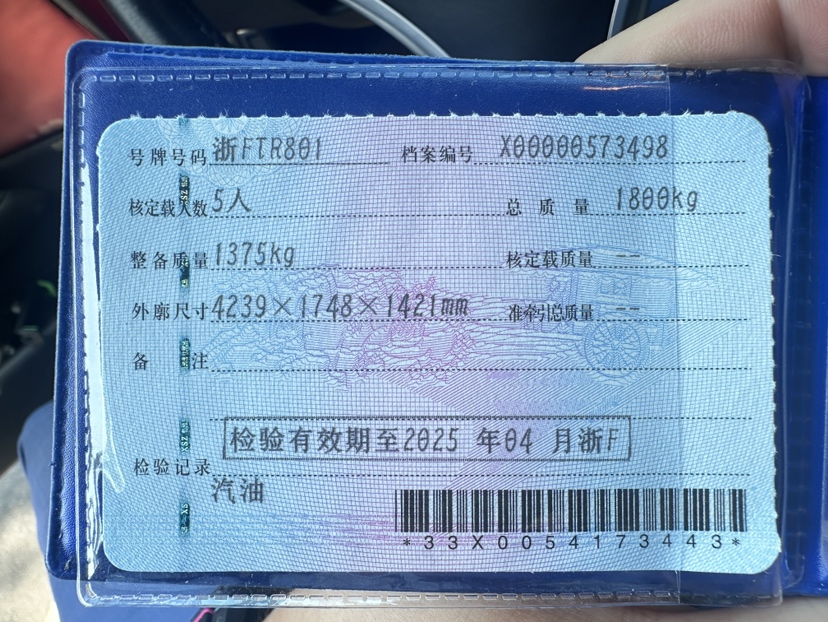 号牌号码 浙FTR801 档案编号 X00000573498
核定载人数 5人 总质量 1800kg
整备质量 1375kg 核定载质量 --
外廓尺寸 4239×1748×1421mm 准牵引总质量 --
备注
检验有效期至2025 年04 月浙F
检验记录
汽油
*33X0054173443*